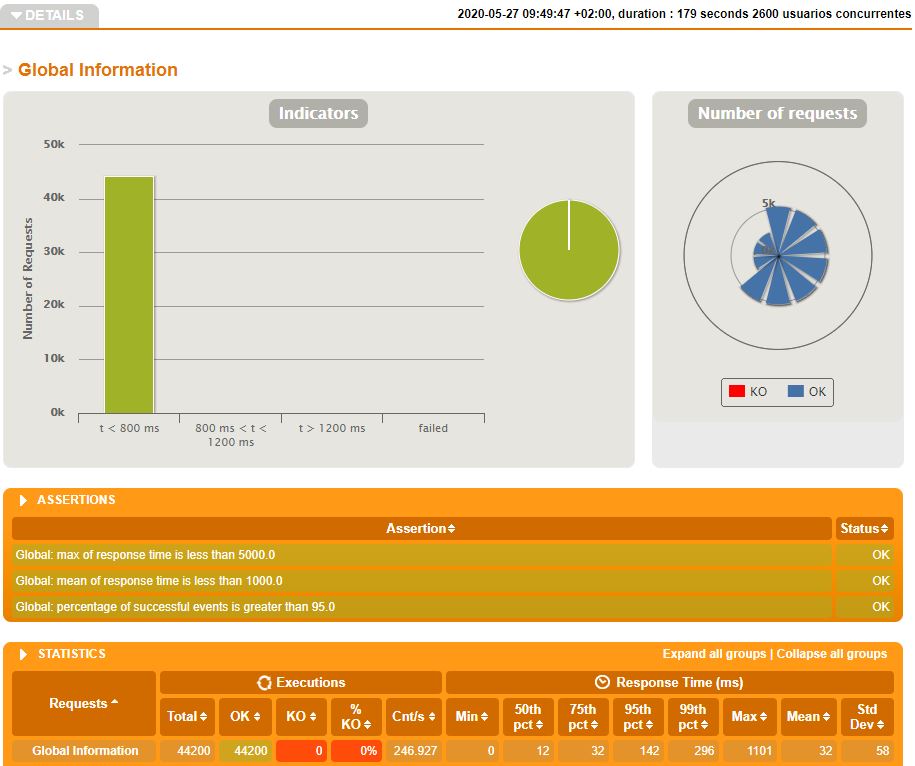 DETAILS
2020-05-27 09:49:47 +02:00, duration : 179 seconds 2600 usuarios concurrentes
> Global Information
Indicators
Number of Requests
50k
40k
30k
20k
10k
0k
t < 800 ms
800 ms < t <
1200 ms
t > 1200 ms
failed
Number of requests
5k
KO OK
ASSERTIONS
Assertion Status
Global: max of response time is less than 5000.0 OK
Global: mean of response time is less than 1000.0 OK
Global: percentage of successful events is greater than 95.0 OK
STATISTICS Expand all groups | Collapse all groups
Requests Executions Response Time (ms)
Total OK KO % KO Cnt/s Min 50th pct 75th pct 95th pct 99th pct Max Mean Std Dev
Global Information 44200 44200 0 0% 246.927 0 12 32 142 296 1101 32 58